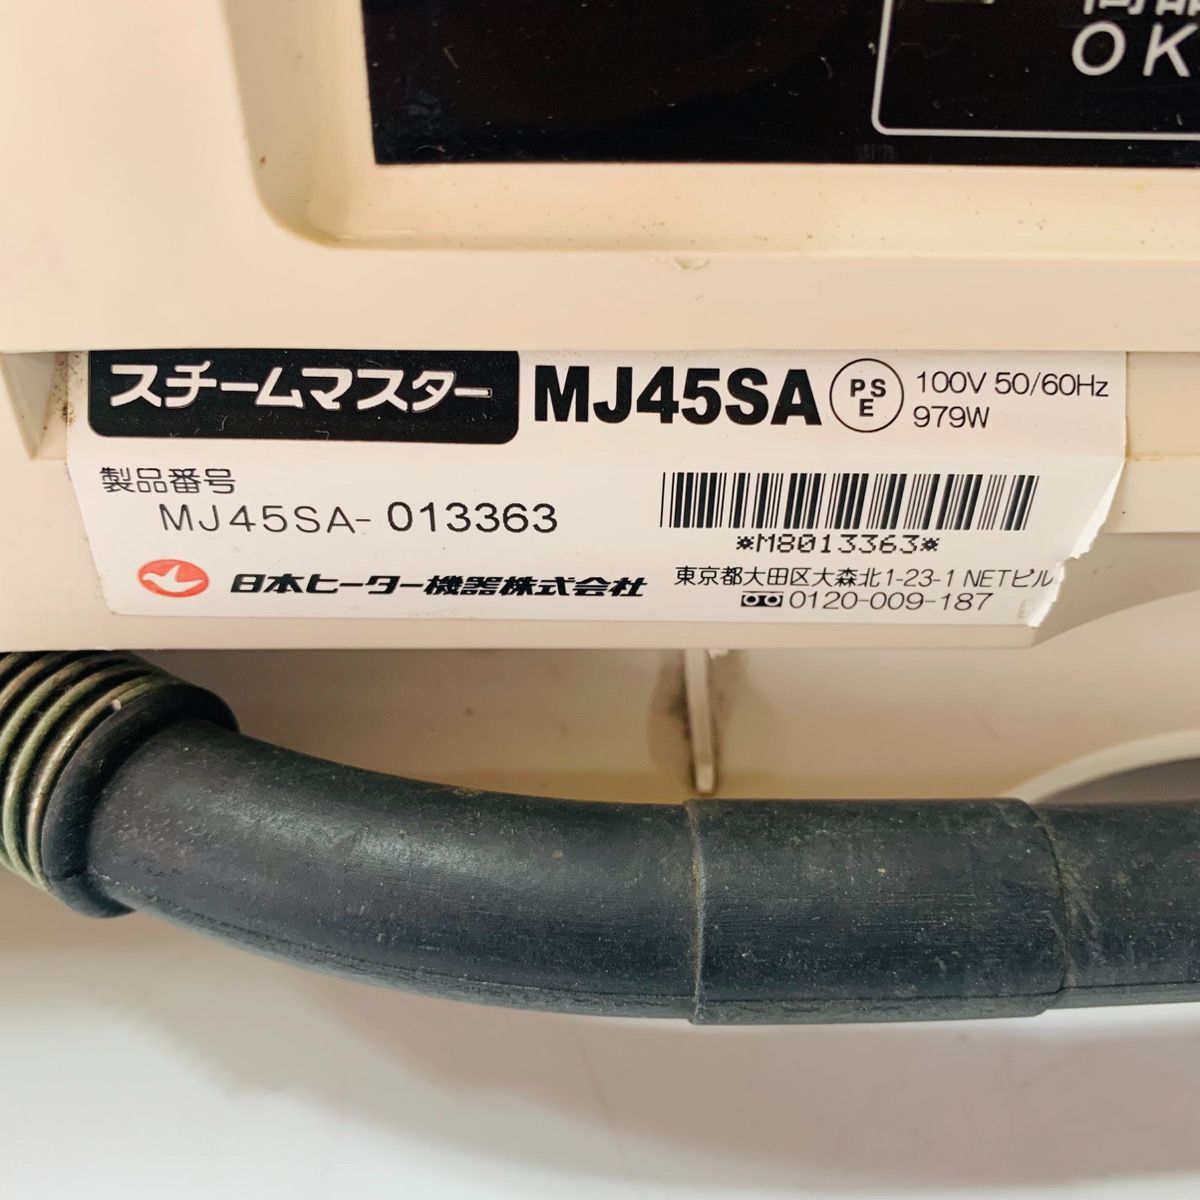 OK
スチームマスター MJ45SA PSE 100V 50/60Hz
979W
製品番号
MJ45SA- 013363
*M8013363*
日本ヒーター機器株式会社
東京都大田区大森北1-23-1 NETビル
0120-009-187